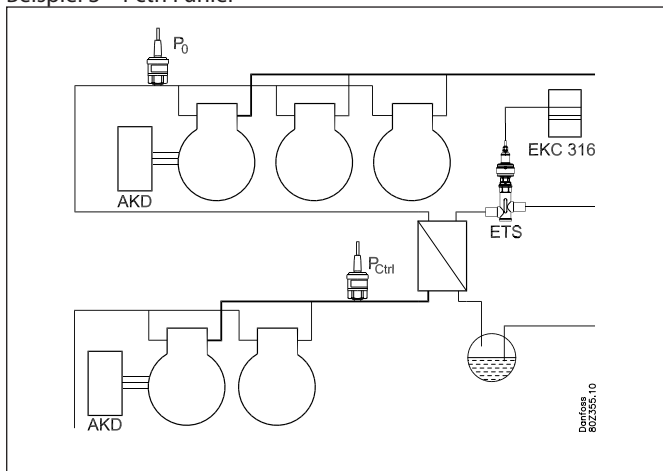 P0
EKC 316
AKD
ETS
PCtrl
AKD
Danfoss
80Z355.10